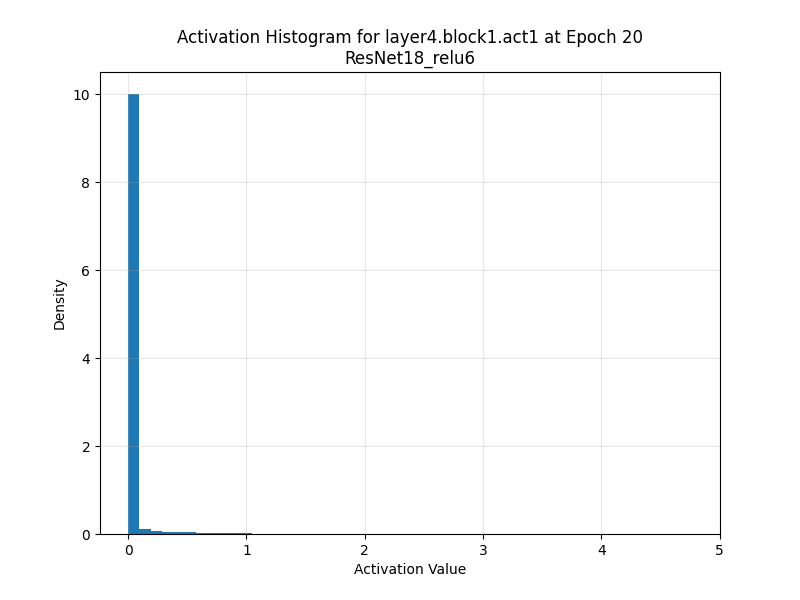 Activation Histogram for layer4.block1.act1 at Epoch 20
ResNet18_relu6
10
8
6
4
2
0
Density
0 1 2 3 4 5
Activation Value